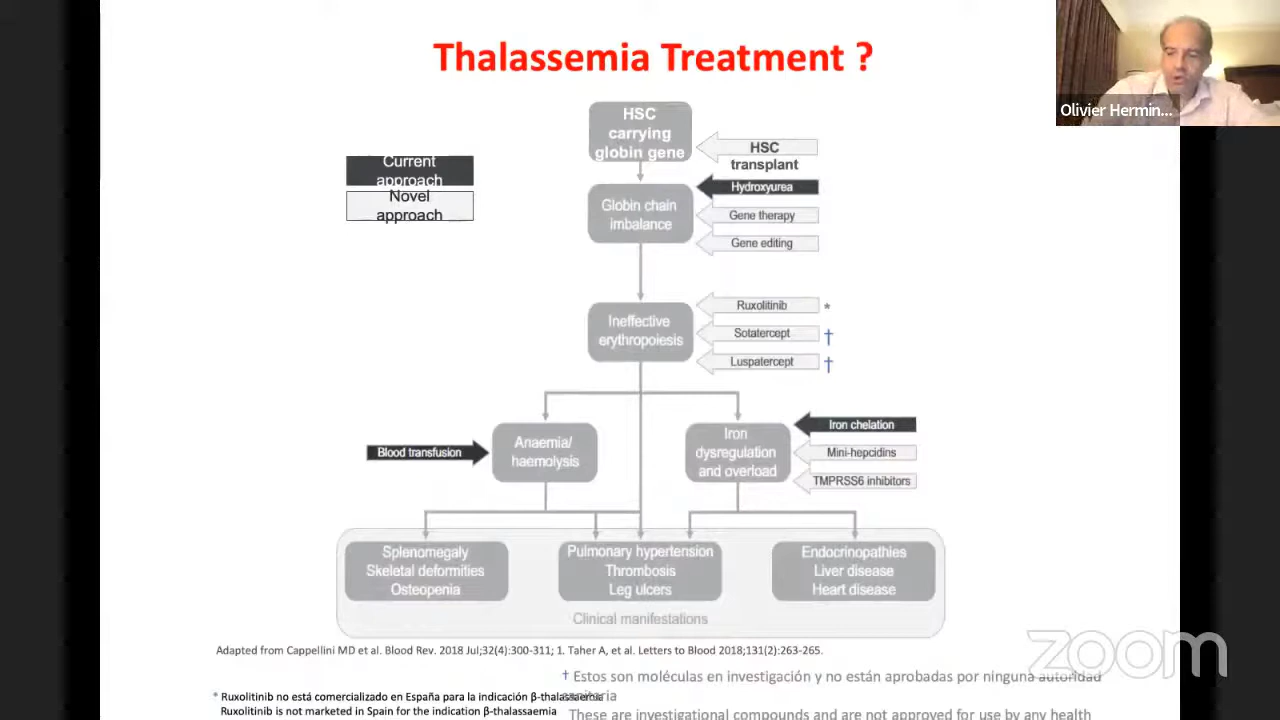 Thalassemia Treatment ?
Olivier Hermin...
HSC
carrying
globin gene
HSC
transplant
Current
approach
Novel
approach
Hydroxyurea
Globin chain
imbalance
Gene therapy
Gene editing
Ruxolitinib *
Ineffective
erythropoiesis
Sotatercept †
Luspatercept †
Blood transfusion
Anaemia/
haemolysis
Iron
dysregulation
and overload
Iron chelation
Mini-hepcidins
TMPRSS6 inhibitors
Splenomegaly
Skeletal deformities
Osteopenia
Pulmonary hypertension
Thrombosis
Leg ulcers
Endocrinopathies
Liver disease
Heart disease
Clinical manifestations
Adapted from Cappellini MD et al. Blood Rev. 2018 Jul;32(4):300-311; 1. Taher A, et al. Letters to Blood 2018;131(2):263-265.
zoom
† Estos son moléculas en investigación y no están aprobadas por ninguna autoridad
sanitaria
* Ruxolitinib no está comercializado en España para la indicación β-thalassaemia
Ruxolitinib is not marketed in Spain for the indication β-thalassaemia
These are investigational compounds and are not approved for use by any health